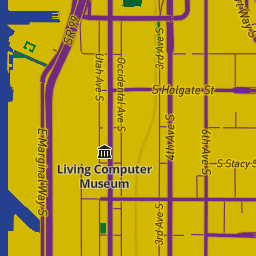 SR 99
Utah Ave S
Occidental Ave S
3rd Ave S
S Holgate St
4th Ave S
6th Ave S
E Marginal Way S
Living Computer
Museum
S Stacy S
3rd Ave S
Way S